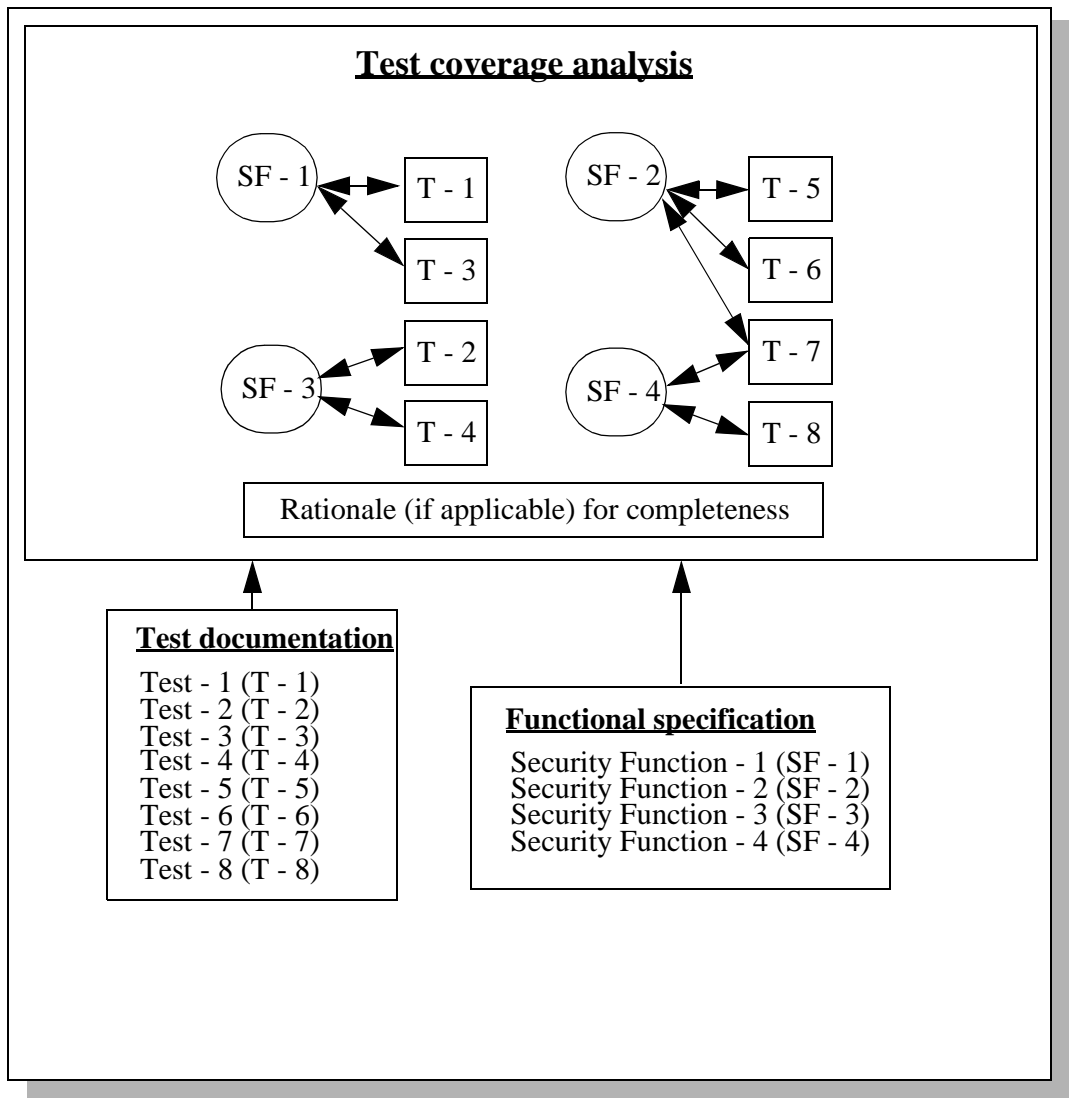 Test coverage analysis
SF - 1
T - 1
T - 3
SF - 3
T - 2
T - 4
SF - 2
T - 5
T - 6
T - 7
SF - 4
T - 8
Rationale (if applicable) for completeness
Test documentation
Test - 1 (T - 1)
Test - 2 (T - 2)
Test - 3 (T - 3)
Test - 4 (T - 4)
Test - 5 (T - 5)
Test - 6 (T - 6)
Test - 7 (T - 7)
Test - 8 (T - 8)
Functional specification
Security Function - 1 (SF - 1)
Security Function - 2 (SF - 2)
Security Function - 3 (SF - 3)
Security Function - 4 (SF - 4)